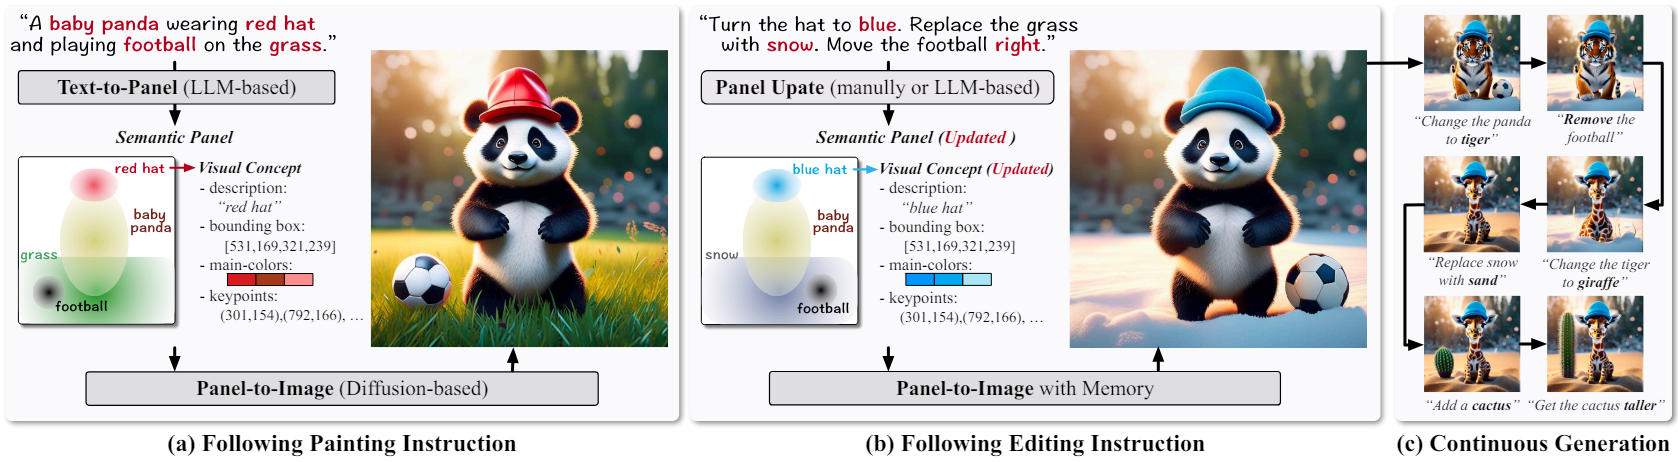 “A baby panda wearing red hat
and playing football on the grass.”
Text-to-Panel (LLM-based)
Semantic Panel
red hat
baby
panda
grass
football
Visual Concept
- description:
“red hat”
- bounding box:
[531,169,321,239]
- main-colors:
- keypoints:
(301,154),(792,166), …
Panel-to-Image (Diffusion-based)
(a) Following Painting Instruction
“Turn the hat to blue. Replace the grass
with snow. Move the football right.”
Panel Upate (manully or LLM-based)
Semantic Panel (Updated )
blue hat
baby
panda
snow
football
Visual Concept (Updated)
- description:
“blue hat”
- bounding box:
[531,169,321,239]
- main-colors:
- keypoints:
(301,154),(792,166), …
Panel-to-Image with Memory
(b) Following Editing Instruction
“Change the panda
to tiger”
“Remove the
football”
“Change the tiger
to giraffe”
“Replace snow
with sand”
“Add a cactus”
“Get the cactus taller”
(c) Continuous Generation